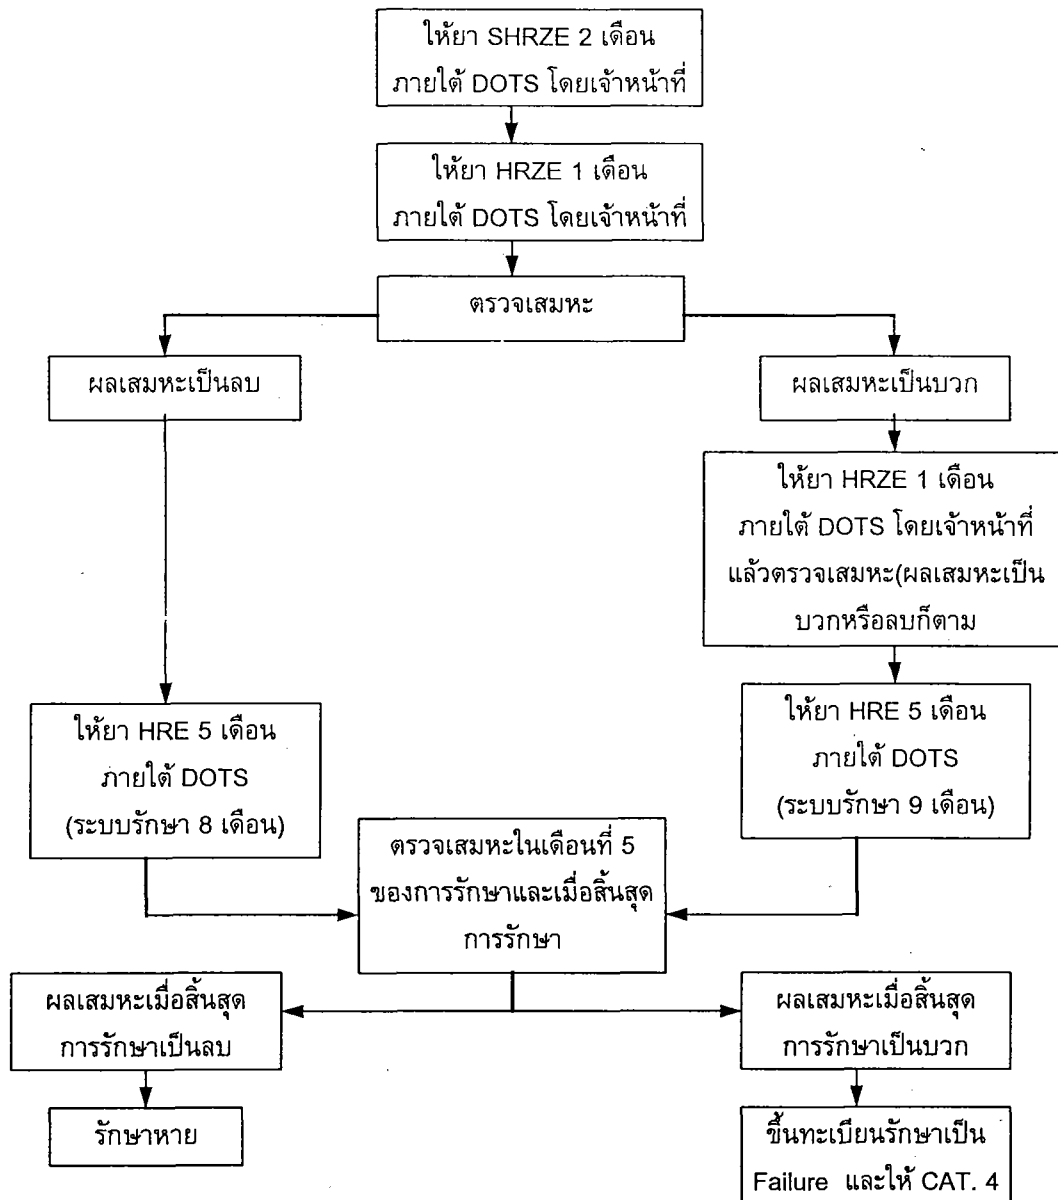 ให้ยา SHRZE 2 เดือน
ภายใต้ DOTS โดยเจ้าหน้าที่
ให้ยา HRZE 1 เดือน
ภายใต้ DOTS โดยเจ้าหน้าที่
ตรวจเสมหะ
ผลเสมหะเป็นลบ
ผลเสมหะเป็นบวก
ให้ยา HRZE 1 เดือน
ภายใต้ DOTS โดยเจ้าหน้าที่
แล้วตรวจเสมหะ(ผลเสมหะเป็น
บวกหรือลบก็ตาม
ให้ยา HRE 5 เดือน
ภายใต้ DOTS
(ระบบรักษา 8 เดือน)
ให้ยา HRE 5 เดือน
ภายใต้ DOTS
(ระบบรักษา 9 เดือน)
ตรวจเสมหะในเดือนที่ 5
ของการรักษาและเมื่อสิ้นสุด
การรักษา
ผลเสมหะเมื่อสิ้นสุด
การรักษาเป็นลบ
ผลเสมหะเมื่อสิ้นสุด
การรักษาเป็นบวก
รักษาหาย
ขึ้นทะเบียนรักษาเป็น
Failure และให้ CAT. 4